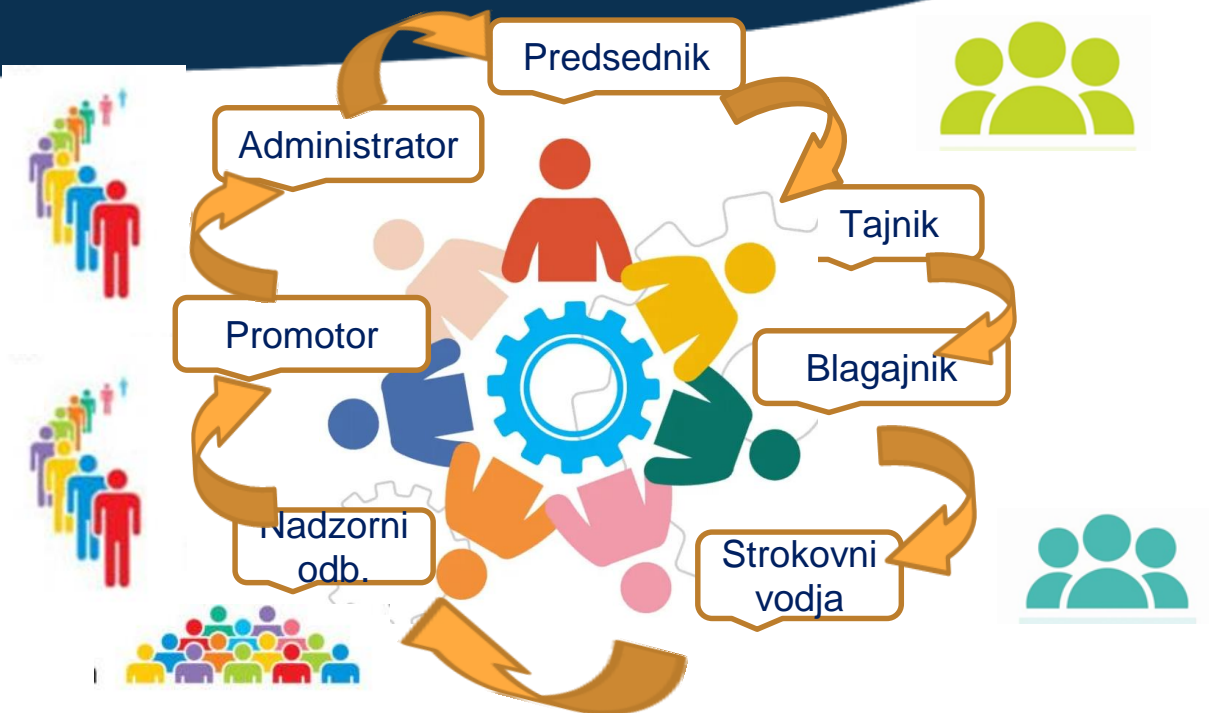 Predsednik
Administrator
Tajnik
Promotor
Blagajnik
Nadzorni
odb.
Strokovni
vodja